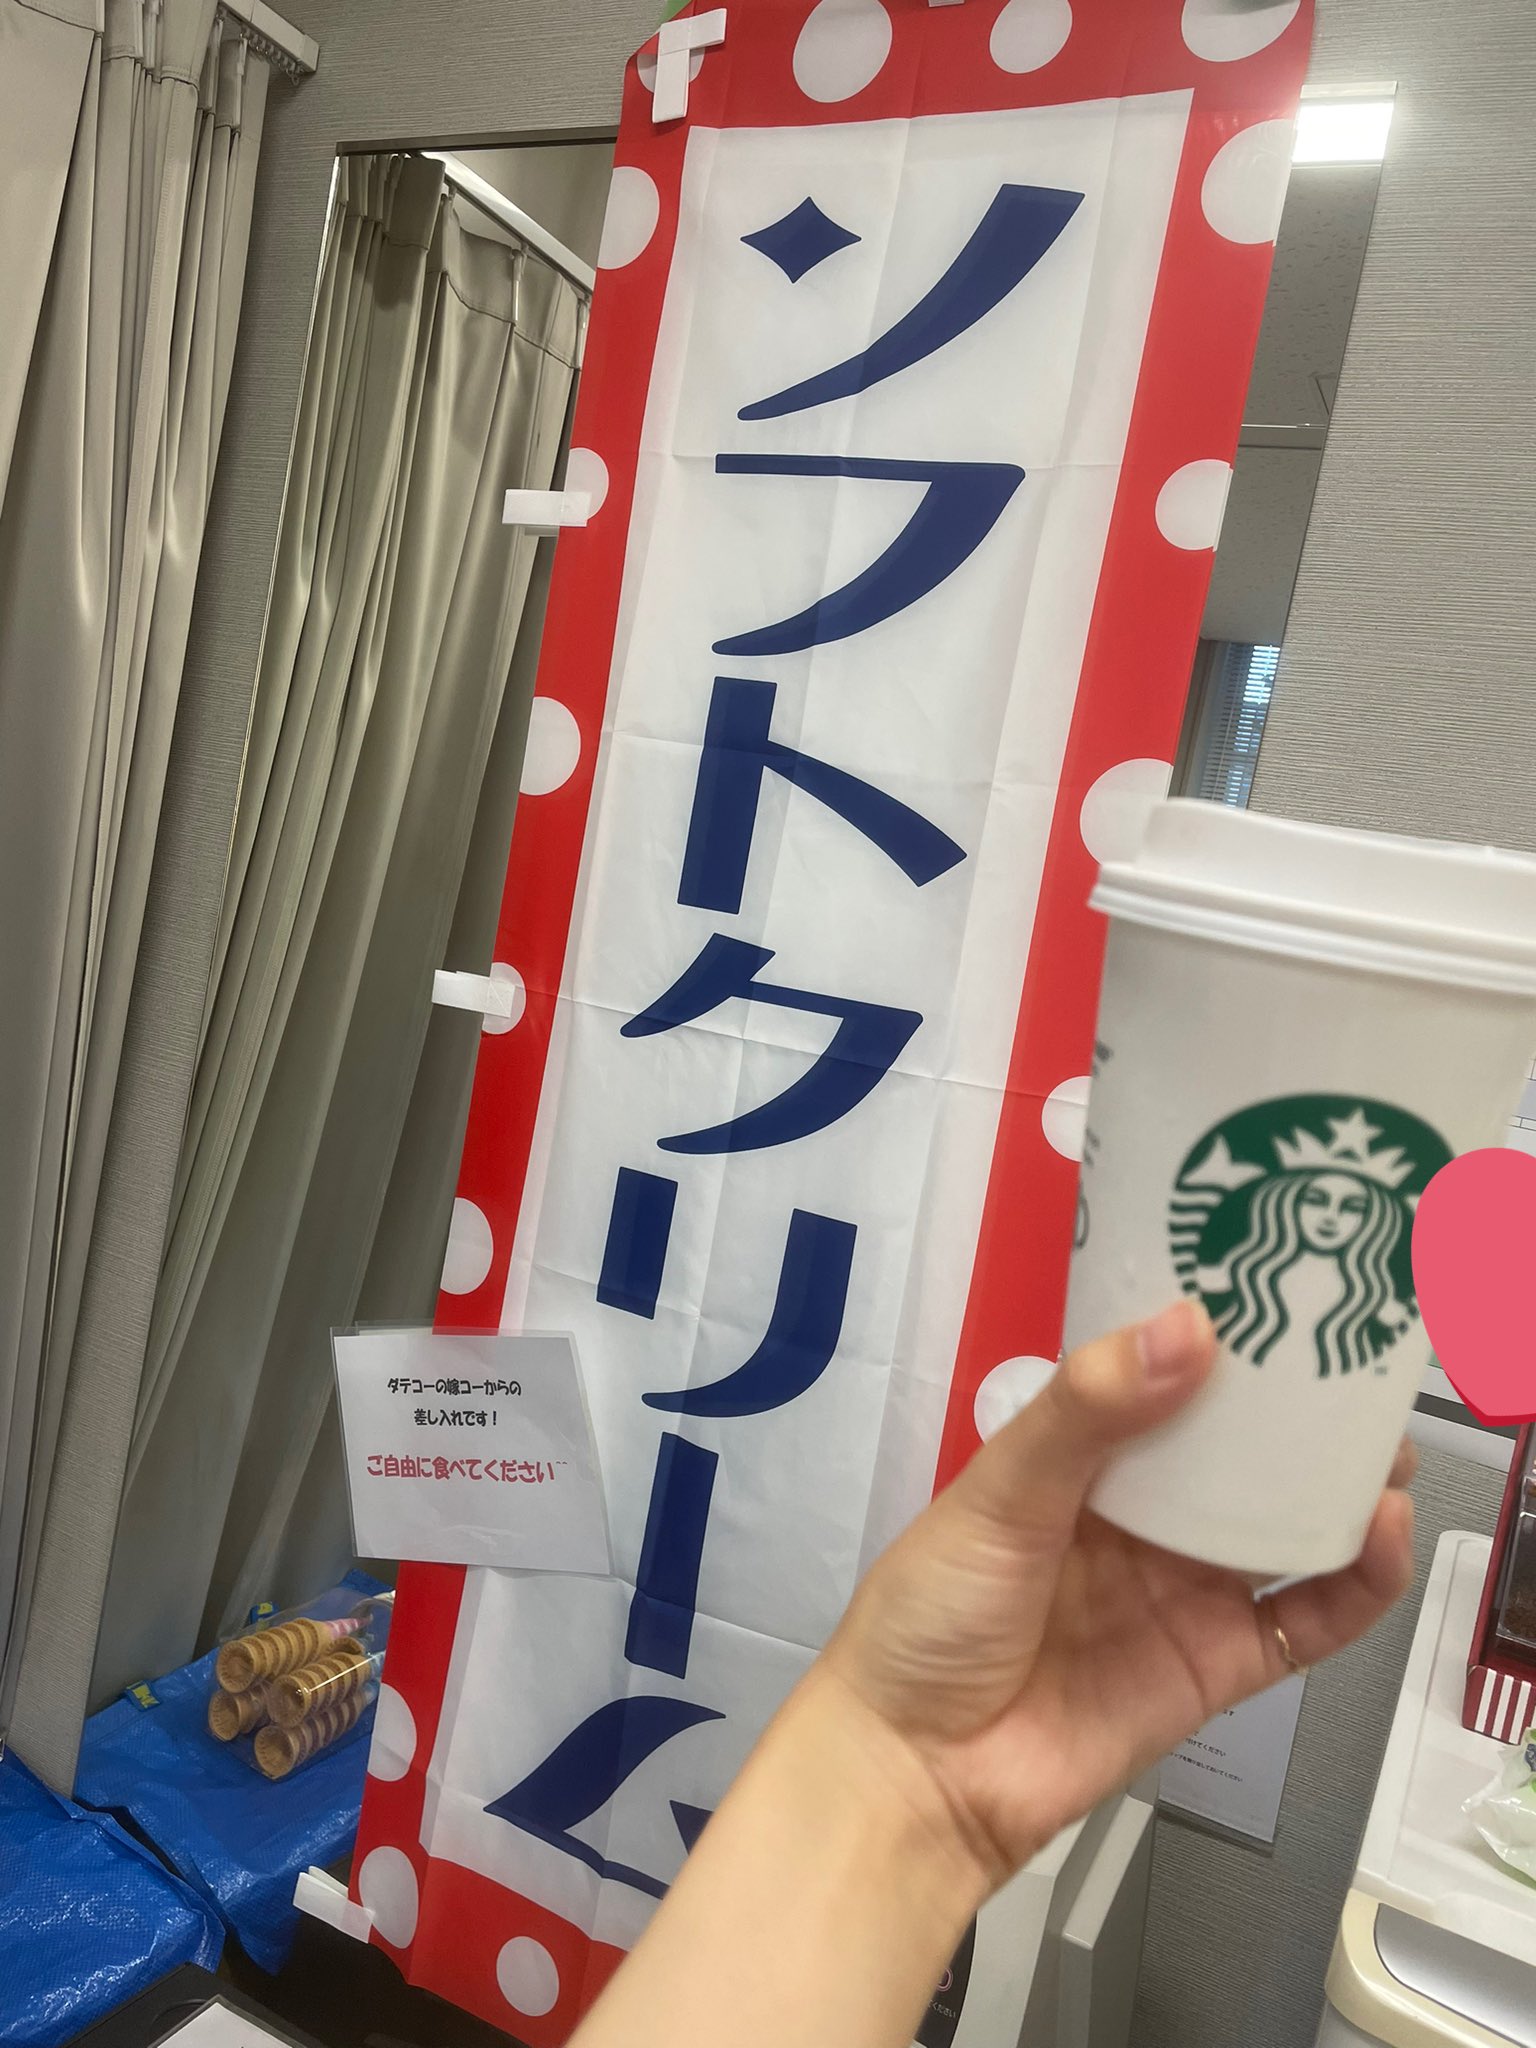 ソフトクリーム
ダテコーの嫁コーからの
差し入れです!
ご自由に食べてください^^